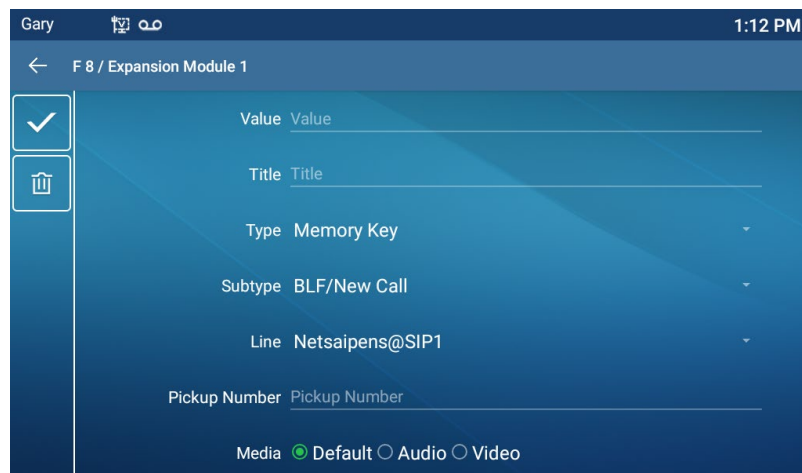 Gary
1:12 PM
F 8 / Expansion Module 1
Value Value
Title Title
Type Memory Key
Subtype BLF/New Call
Line Netsaipens@SIP1
Pickup Number Pickup Number
Media Default Audio Video